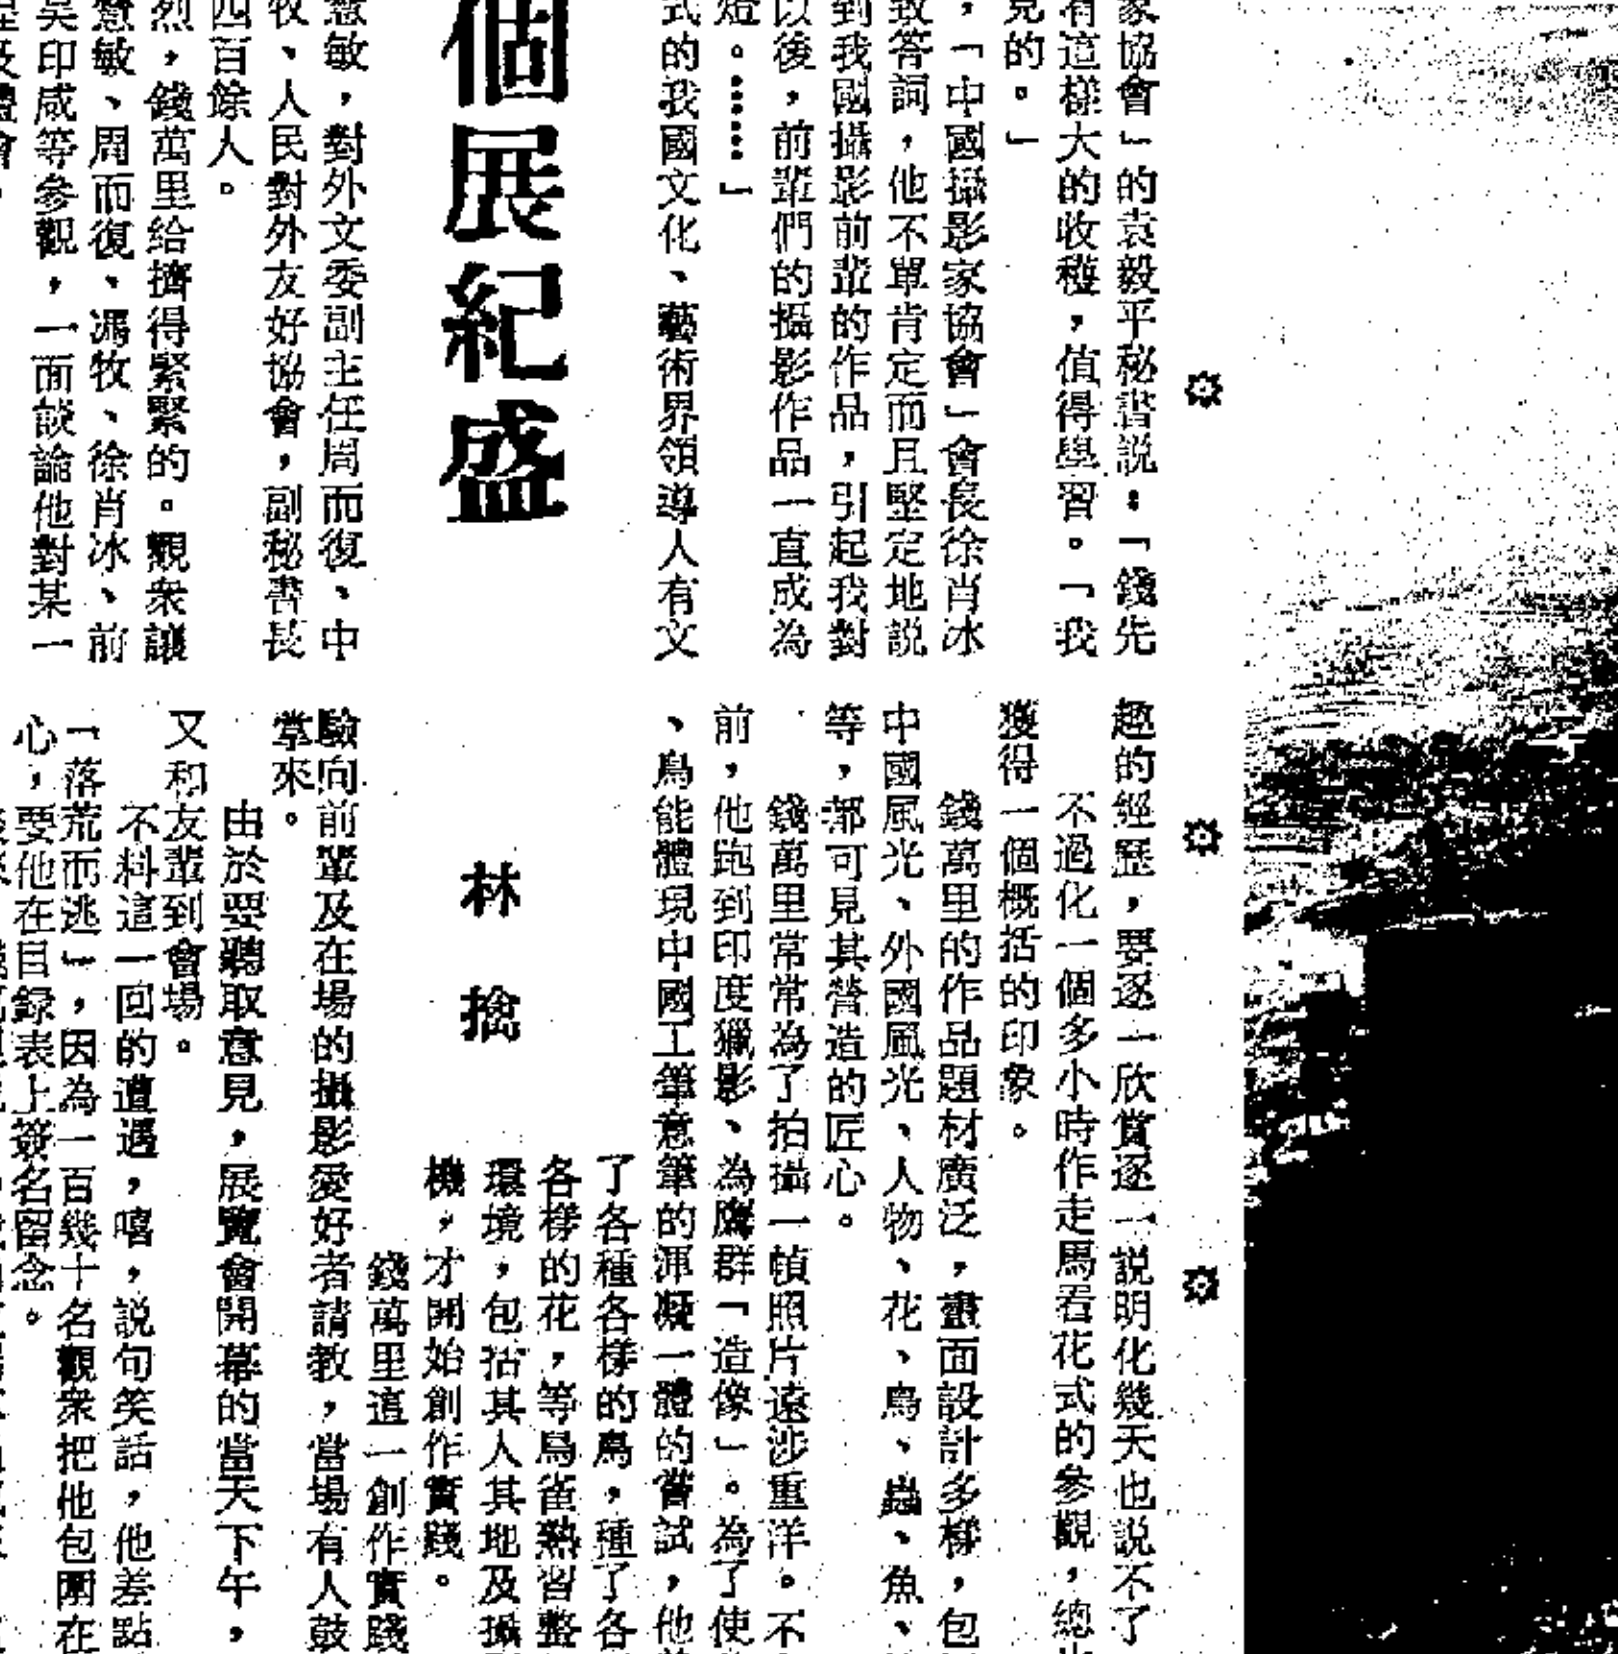 家協會」的袁毅平秘書説：「錢先
有這樣大的收穫，值得學習。「我
見的。」
，「中國攝影家協會」會長徐肖冰
致答詞，他不單肯定而且堅定地説
到我國攝影前輩的作品，引起我對
以後，前輩們的攝影作品一直成為
燈。……」
式的我國文化、藝術界領導人有文
個展紀盛
慧敏，對外文委副主任周而復、中
牧、人民對外友好協會，副秘書長
四百餘人。
烈，錢萬里给擠得緊緊的。觀衆讓
慧敏、周而復、馮牧、徐肖冰、前
吴印咸等參觀，一面談論他對某一
趣的經歷，要逐一欣賞逐一説明化幾天也説不了
不過化一個多小時作走馬看花式的參觀，總
獲得一個概括的印象。
錢萬里的作品題材廣泛，畫面設計多樣，包
中國風光、外國風光、人物、花、鳥、蟲、魚、
等，都可見其營造的匠心。
錢萬里常常為了拍攝一幀照片遠涉重洋。不
前，他跑到印度獵影、為鷹群「造像」。為了使
、鳥能體現中國工筆意筆的渾凝一體的嘗試，他
了各種各樣的鳥，種了各
各樣的花，等鳥雀熟習整
環境，包括其人其地及攝
機，才開始創作實踐。
林擒
錢萬里這一創作實踐
驗向前輩及在場的攝影愛好者請教，當場有人鼓
掌來。
由於要聽取意見，展覽會開幕的當天下午，
又和友輩到會場。
不料這一回的遭遇，嘻，説句笑話，他差點
「落荒而逃」，因為一百幾十名觀衆把他包圍在
心，要他在目録表上簽名留念。